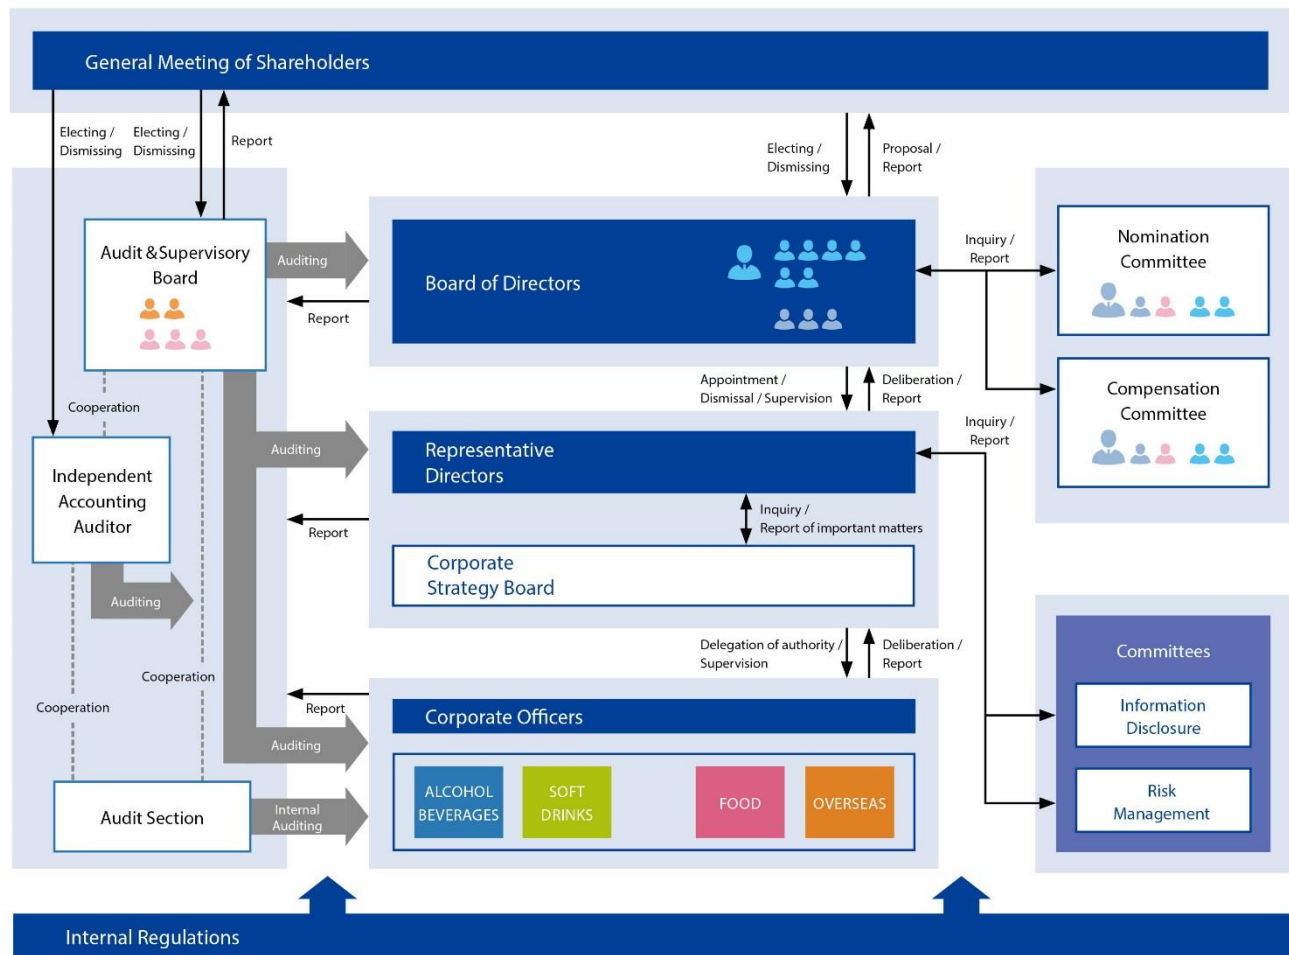 General Meeting of Shareholders
Electing /
Dismissing
Electing /
Dismissing
Report
Electing /
Dismissing
Proposal /
Report
Audit & Supervisory
Board
Auditing
Report
Board of Directors
Inquiry /
Report
Nomination
Committee
Compensation
Committee
Appointment /
Dismissal / Supervision
Deliberation /
Report
Cooperation
Independent
Accounting
Auditor
Auditing
Auditing
Report
Representative
Directors
Inquiry /
Report
Inquiry /
Report of important matters
Corporate
Strategy Board
Delegation of authority /
Supervision
Deliberation /
Report
Cooperation
Cooperation
Report
Auditing
Corporate Officers
ALCOHOL
BEVERAGES
SOFT
DRINKS
FOOD
OVERSEAS
Audit Section
Internal
Auditing
Committees
Information
Disclosure
Risk
Management
Internal Regulations